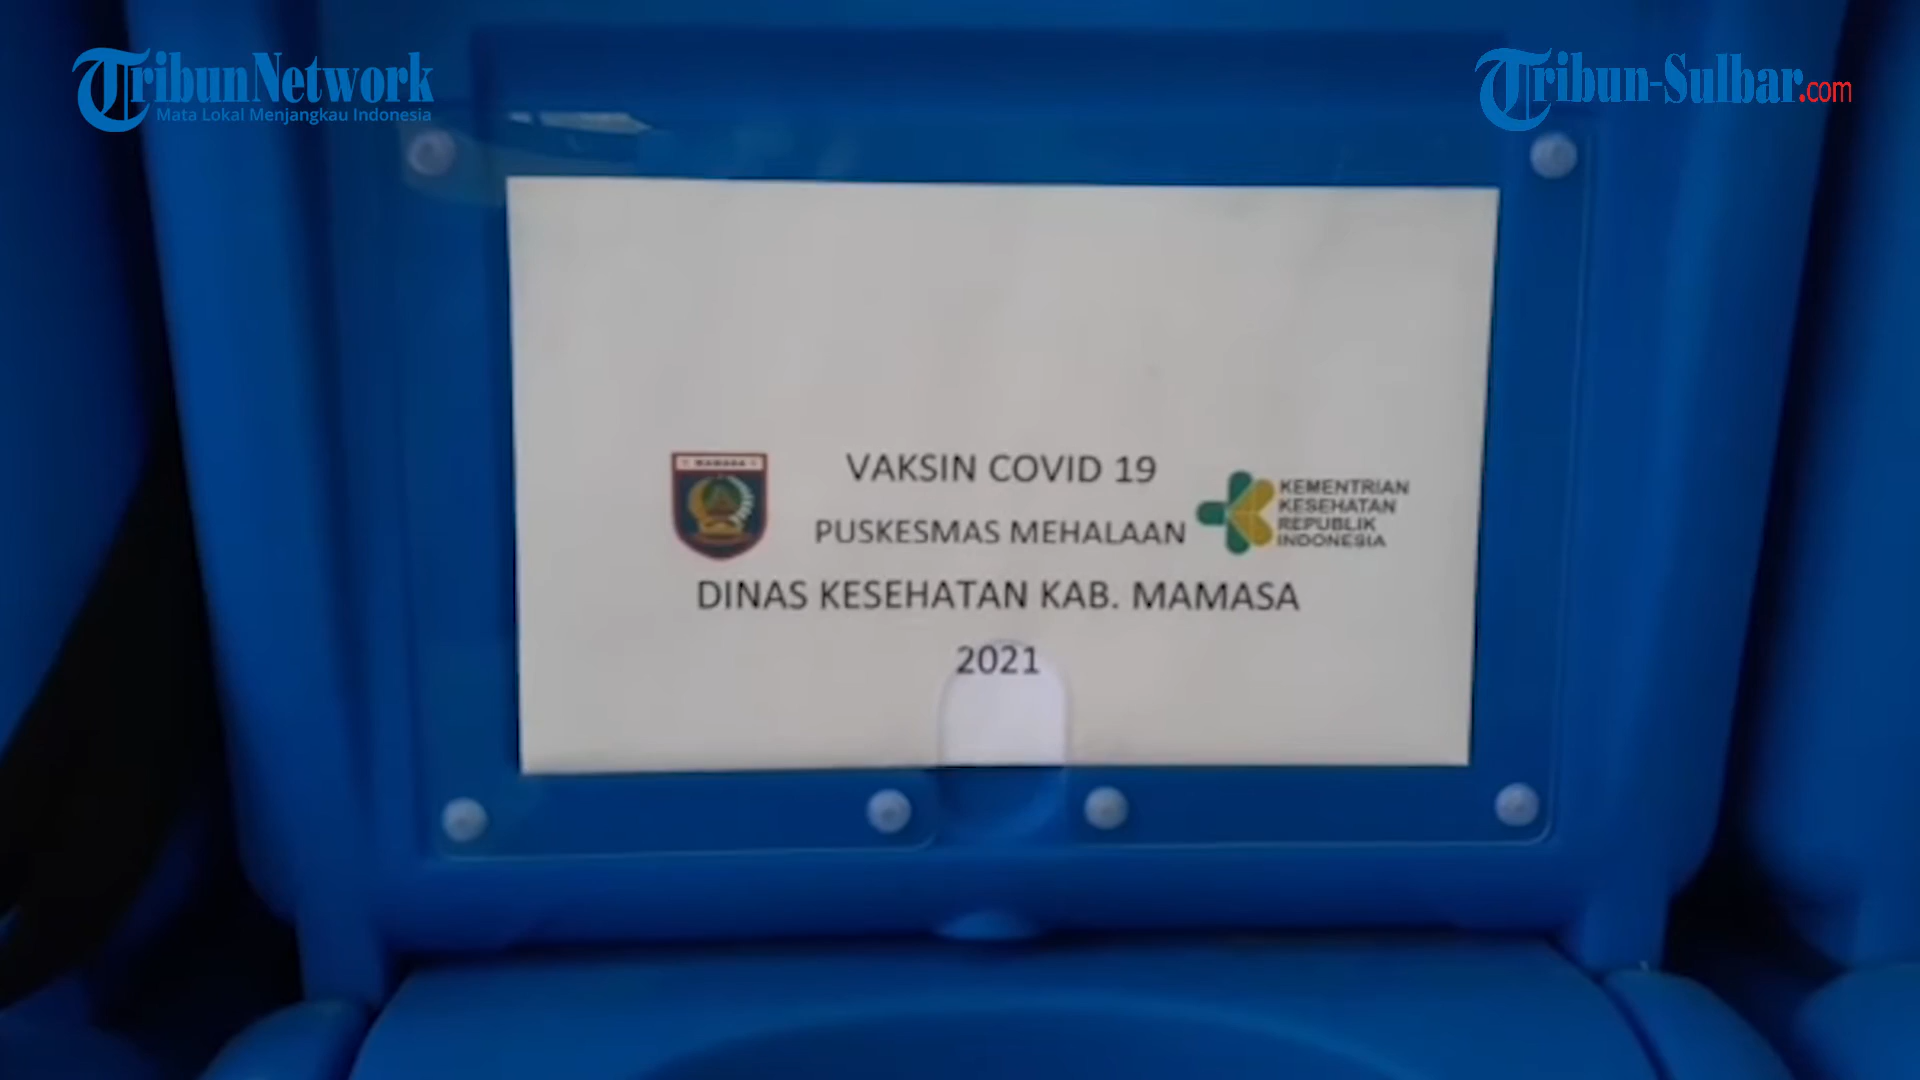 TribunNetwork
Mata Lokal Menjangkau Indonesia
Tribun-Sulbar.com
MAMASA
VAKSIN COVID 19
PUSKESMAS MEHALAAN
KEMENTRIAN
KESEHATAN
REPUBLIK
INDONESIA
DINAS KESEHATAN KAB. MAMASA
2021